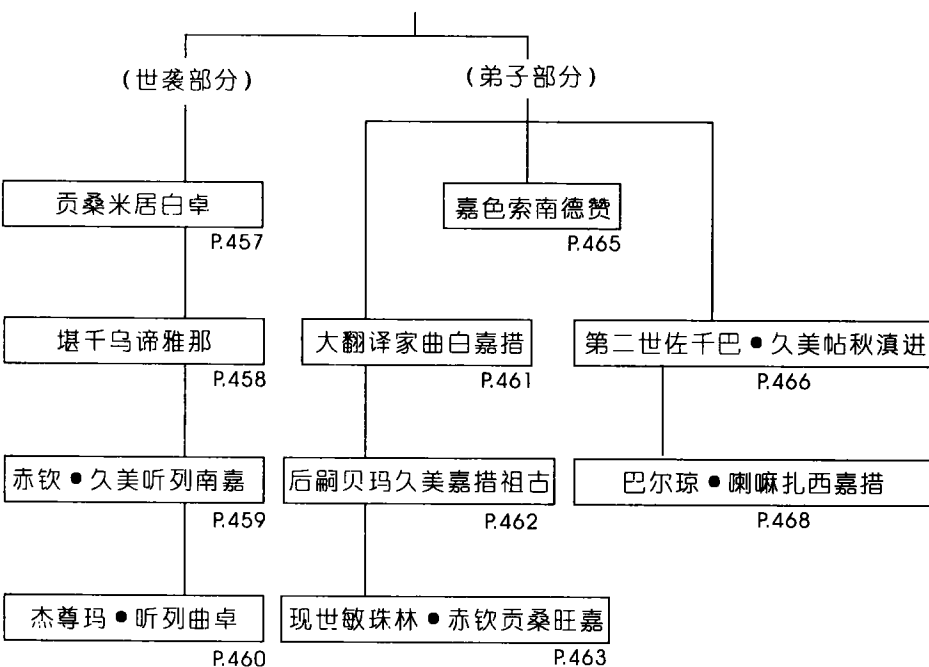 (世袭部分)
(弟子部分)
贡桑米居白卓
P.457
嘉色索南德赞
P.465
堪千乌谛雅那
P.458
大翻译家曲白嘉措
P.461
第二世佐千巴●久美帖秋滇进
P.466
赤钦●久美听列南嘉
P.459
后嗣贝玛久美嘉措祖古
P.462
巴尔琼●喇嘛扎西嘉措
P.468
杰尊玛●听列曲卓
P.460
现世敏珠林●赤钦贡桑旺嘉
P.463